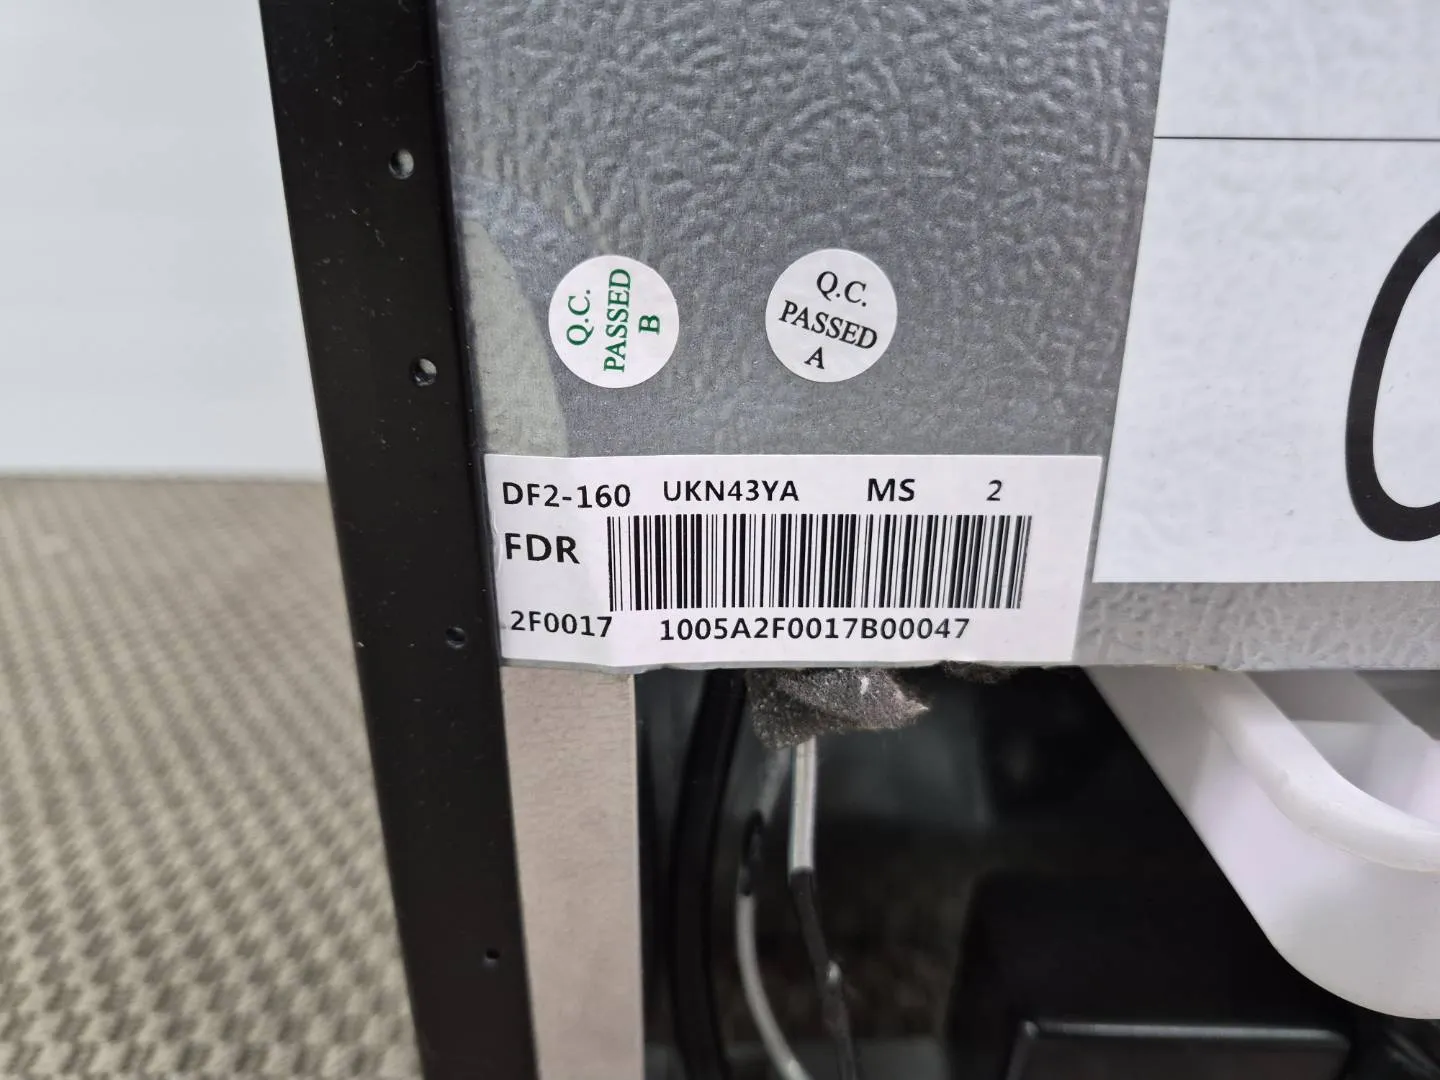 Q.C.
PASSED
B
Q.C.
PASSED
A
DF2-160 UKN43YA MS 2
FDR
2F0017 1005A2F0017B00047